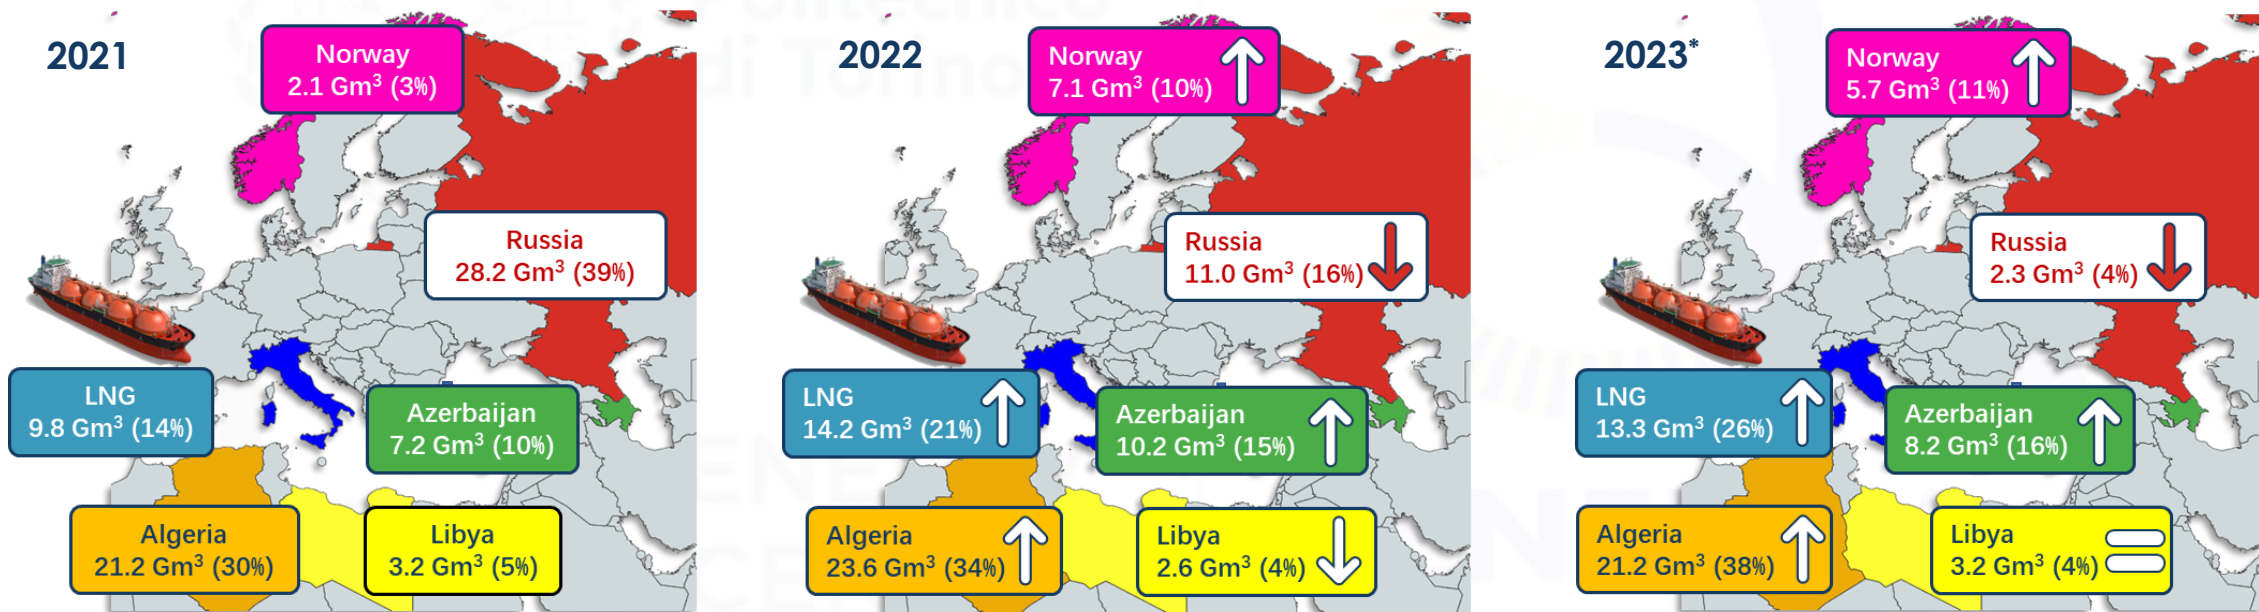 2021
Norway
2.1 Gm³ (3%)
Russia
28.2 Gm³ (39%)
LNG
9.8 Gm³ (14%)
Azerbaijan
7.2 Gm³ (10%)
Algeria
21.2 Gm³ (30%)
Libya
3.2 Gm³ (5%)
2022
Norway
7.1 Gm³ (10%)
Russia
11.0 Gm³ (16%)
LNG
14.2 Gm³ (21%)
Azerbaijan
10.2 Gm³ (15%)
Algeria
23.6 Gm³ (34%)
Libya
2.6 Gm³ (4%)
2023*
Norway
5.7 Gm³ (11%)
Russia
2.3 Gm³ (4%)
LNG
13.3 Gm³ (26%)
Azerbaijan
8.2 Gm³ (16%)
Algeria
21.2 Gm³ (38%)
Libya
3.2 Gm³ (4%)
Politecnico
di Torino